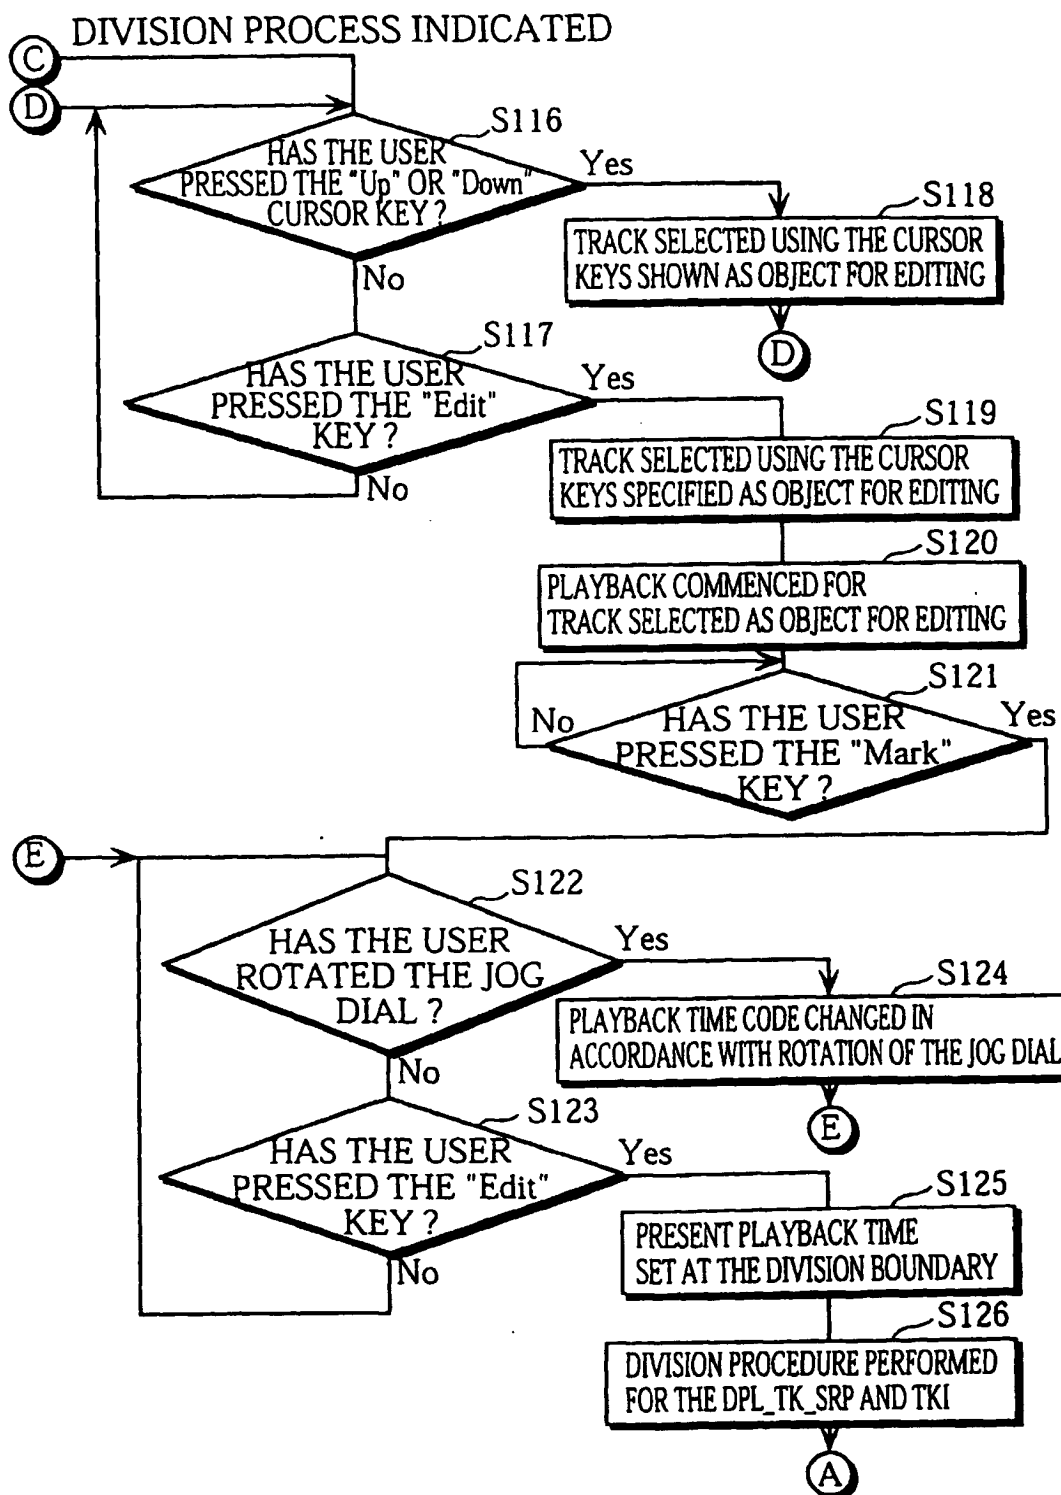 DIVISION PROCESS INDICATED
C
D
S116
HAS THE USER
PRESSED THE "Up" OR "Down"
CURSOR KEY ?
Yes
No
S118
TRACK SELECTED USING THE CURSOR
KEYS SHOWN AS OBJECT FOR EDITING
D
S117
HAS THE USER
PRESSED THE "Edit"
KEY ?
Yes
No
S119
TRACK SELECTED USING THE CURSOR
KEYS SPECIFIED AS OBJECT FOR EDITING
S120
PLAYBACK COMMENCED FOR
TRACK SELECTED AS OBJECT FOR EDITING
S121
No
HAS THE USER
PRESSED THE "Mark"
KEY ?
Yes
E
S122
HAS THE USER
ROTATED THE JOG
DIAL ?
Yes
No
S124
PLAYBACK TIME CODE CHANGED IN
ACCORDANCE WITH ROTATION OF THE JOG DIAL
E
S123
HAS THE USER
PRESSED THE "Edit"
KEY ?
Yes
No
S125
PRESENT PLAYBACK TIME
SET AT THE DIVISION BOUNDARY
S126
DIVISION PROCEDURE PERFORMED
FOR THE DPL_TK_SRP AND TKI
A